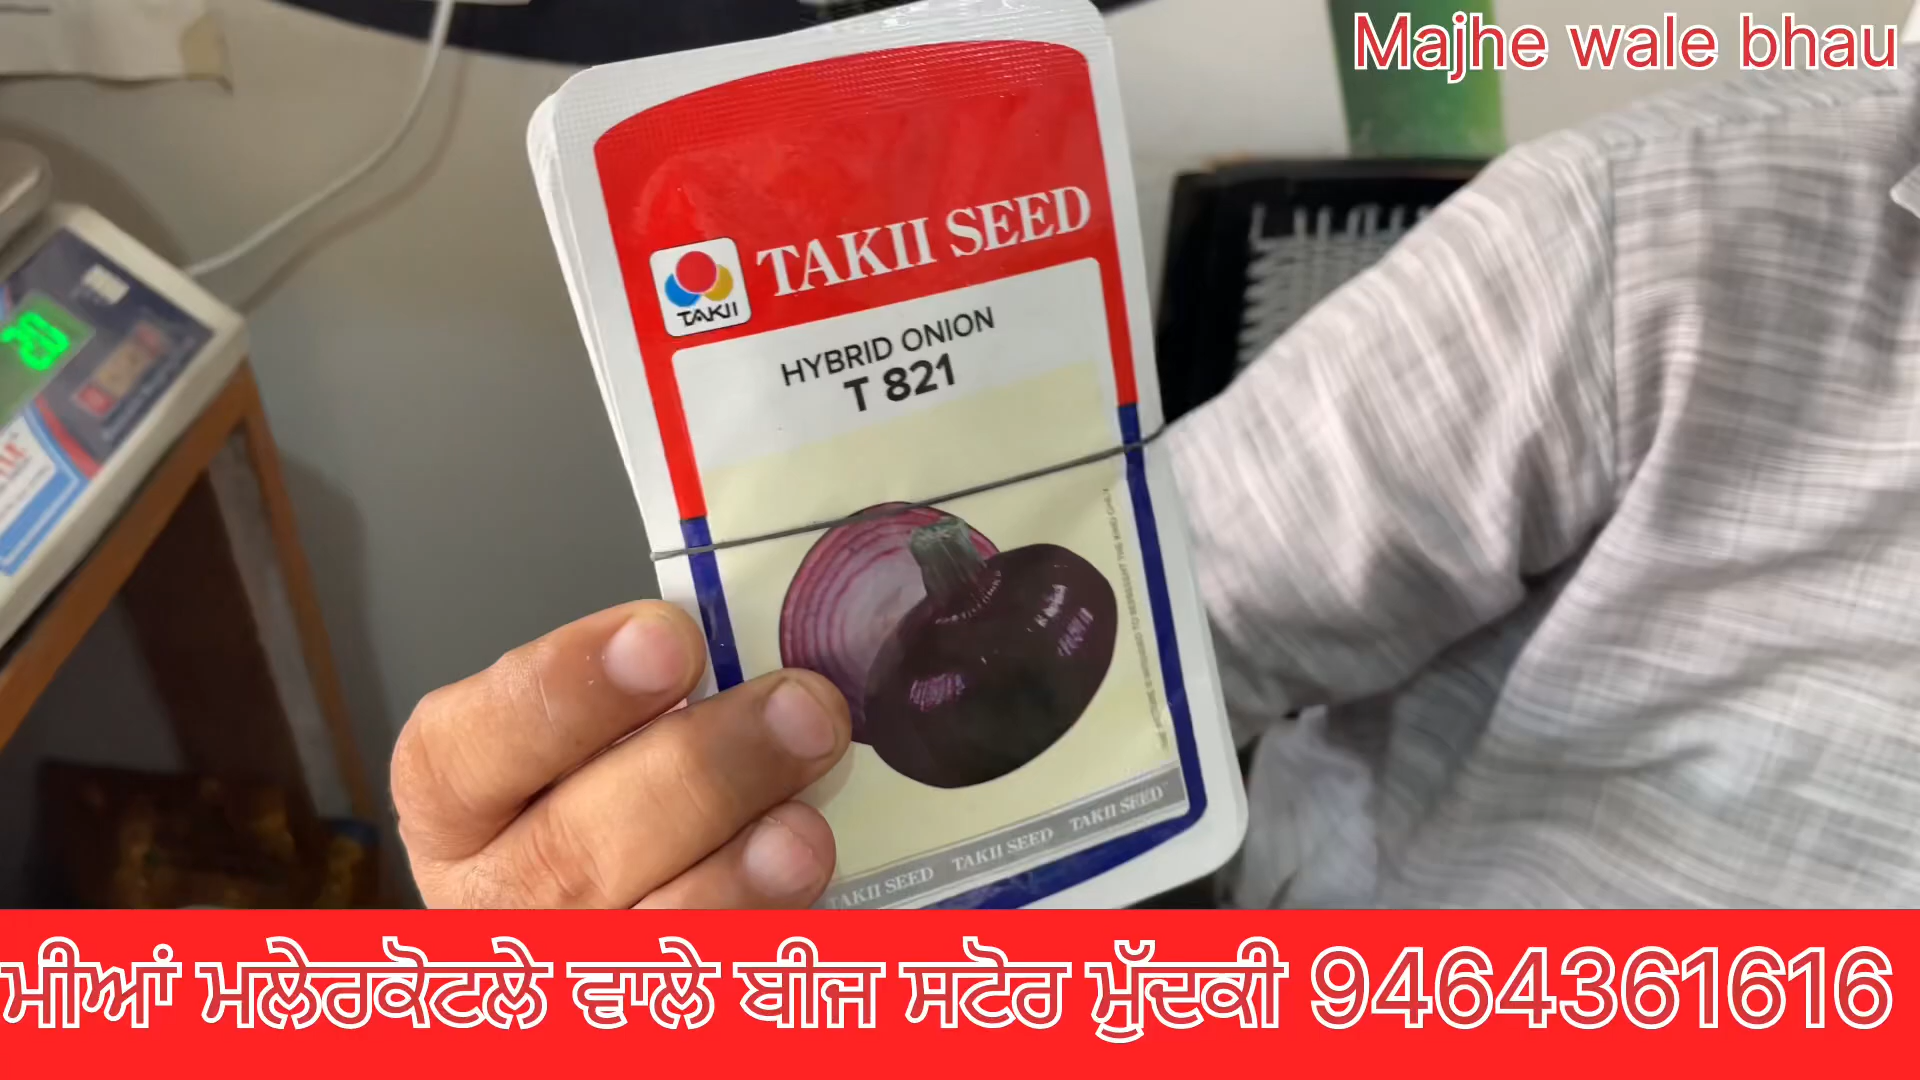 Majhe wale bhau
TAKII SEED
TAKII
HYBRID ONION
T 821
TAKII SEED TAKII SEED TAKII SEED
ਮੀਆਂ ਮਲੇਰਕੋਟਲੇ ਵਾਲੇ ਬੀਜ ਸਟੋਰ ਮੁੱਦਕੀ 9464361616